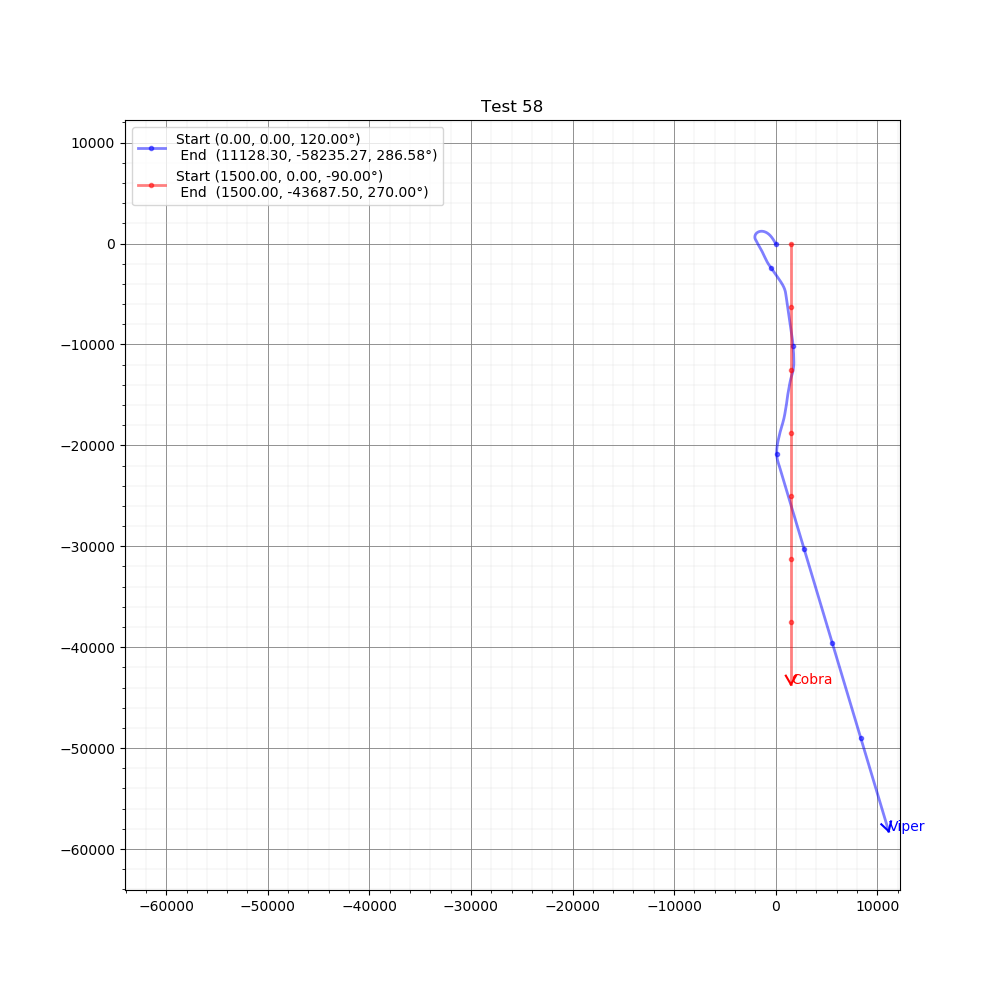 Test 58
Start (0.00, 0.00, 120.00°)
End (11128.30, -58235.27, 286.58°)
Start (1500.00, 0.00, -90.00°)
End (1500.00, -43687.50, 270.00°)
10000
0
−10000
−20000
−30000
−40000
−50000
−60000
Cobra
Viper
−60000 −50000 −40000 −30000 −20000 −10000 0 10000